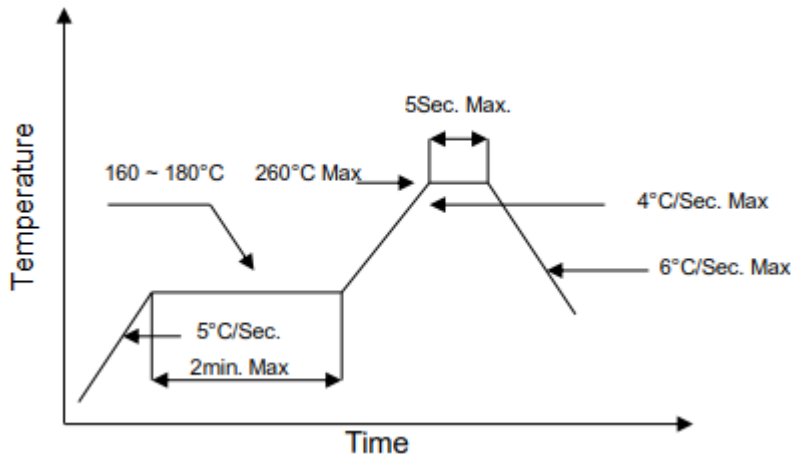 5Sec. Max.
160 ~ 180°C
260°C Max
4°C/Sec. Max
6°C/Sec. Max
5°C/Sec.
2min. Max
Temperature
Time